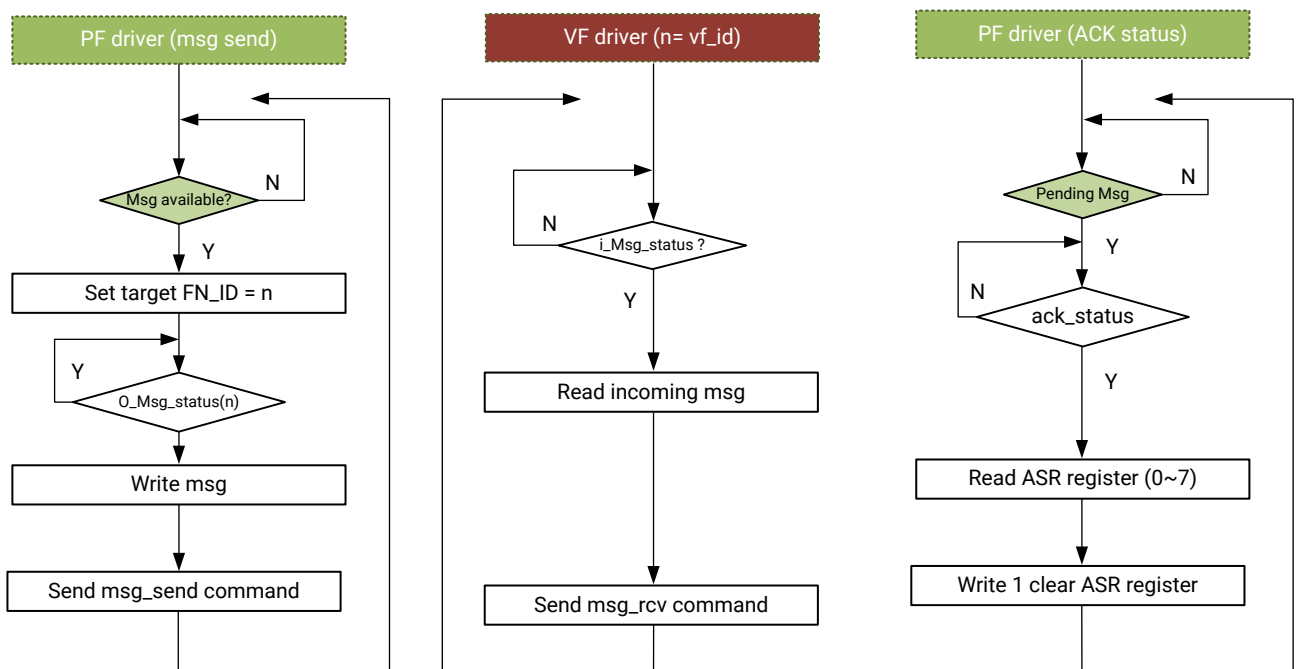 PF driver (msg send)
Msg available?
N
Y
Set target FN_ID = n
Y
O_Msg_status(n)
Write msg
Send msg_send command
VF driver (n= vf_id)
N
i_Msg_status ?
Y
Read incoming msg
Send msg_rcv command
PF driver (ACK status)
Pending Msg
N
Y
N
ack_status
Y
Read ASR register (0~7)
Write 1 clear ASR register